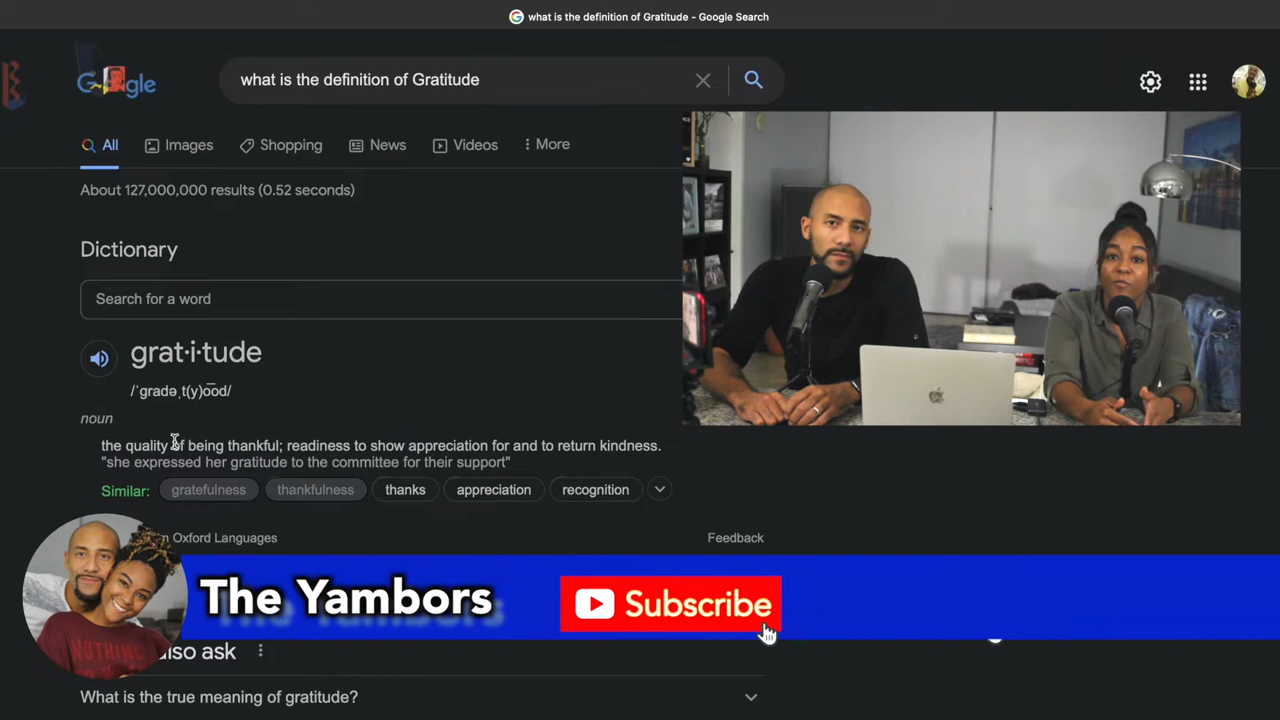 what is the definition of Gratitude - Google Search
Google
what is the definition of Gratitude
All
Images
Shopping
News
Videos
More
About 127,000,000 results (0.52 seconds)
Dictionary
Search for a word
grat·i·tude
/ˈɡradəˌt(y)o͞od/
noun
the quality of being thankful; readiness to show appreciation for and to return kindness.
"she expressed her gratitude to the committee for their support"
Similar:
gratefulness
thankfulness
thanks
appreciation
recognition
Oxford Languages
Feedback
The Yambors
Subscribe
NOTHING
also ask
What is the true meaning of gratitude?